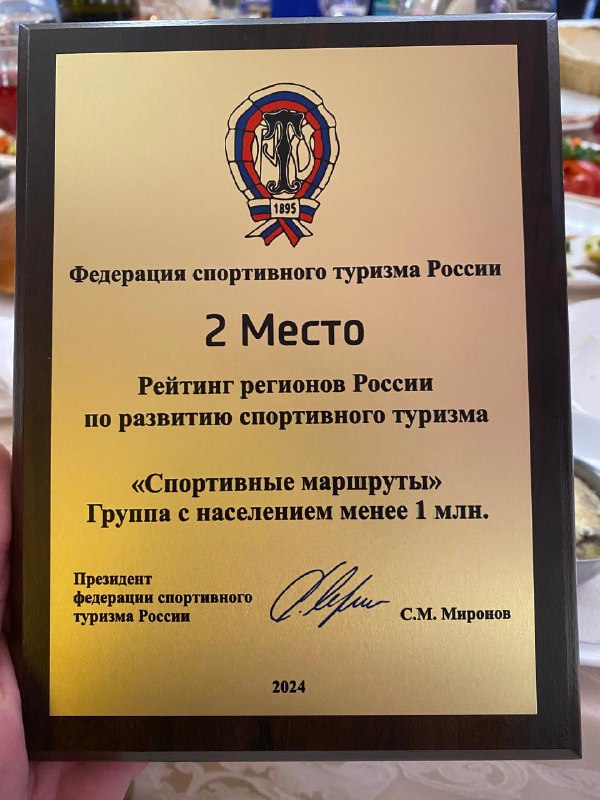 1895
Федерация спортивного туризма России
2 Место
Рейтинг регионов России
по развитию спортивного туризма
«Спортивные маршруты»
Группа с населением менее 1 млн.
Президент
федерации спортивного
туризма России
С.М. Миронов
2024